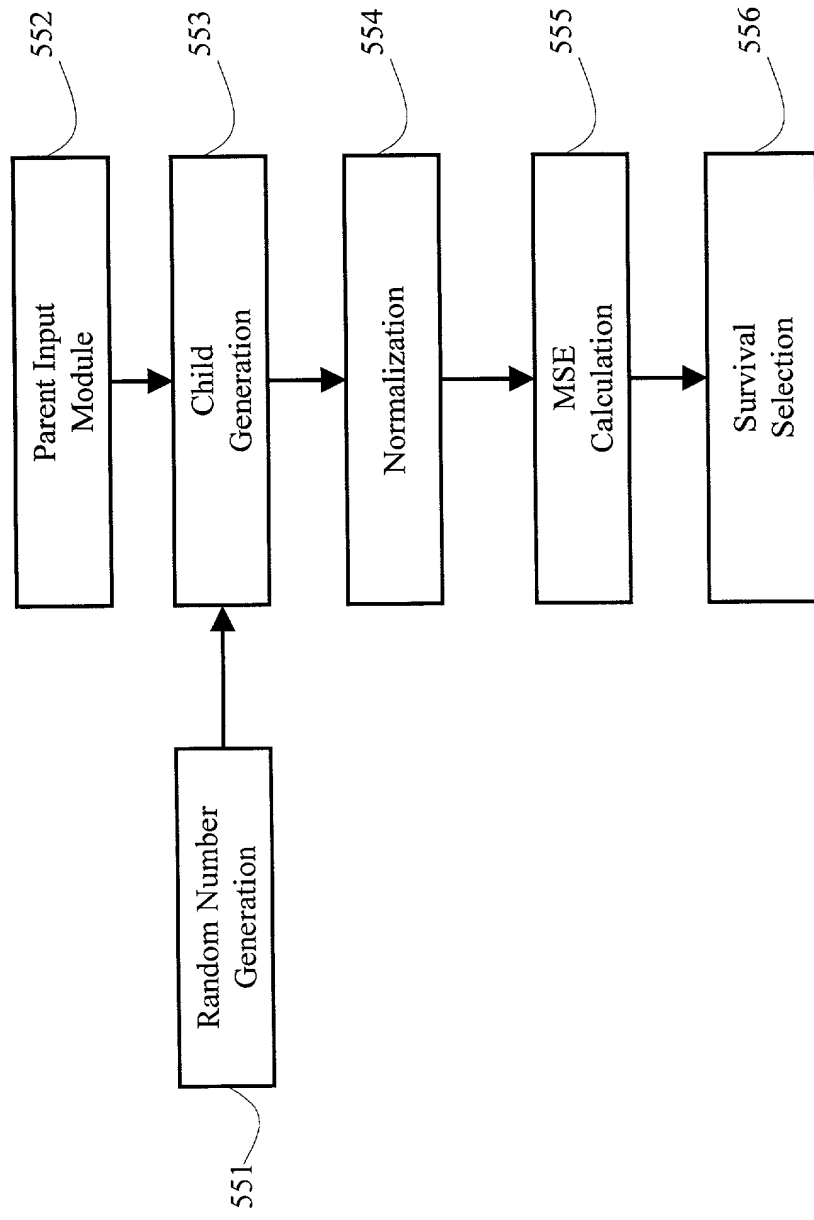 552
Parent Input
Module
553
Child
Generation
551
Random Number
Generation
554
Normalization
555
MSE
Calculation
556
Survival
Selection